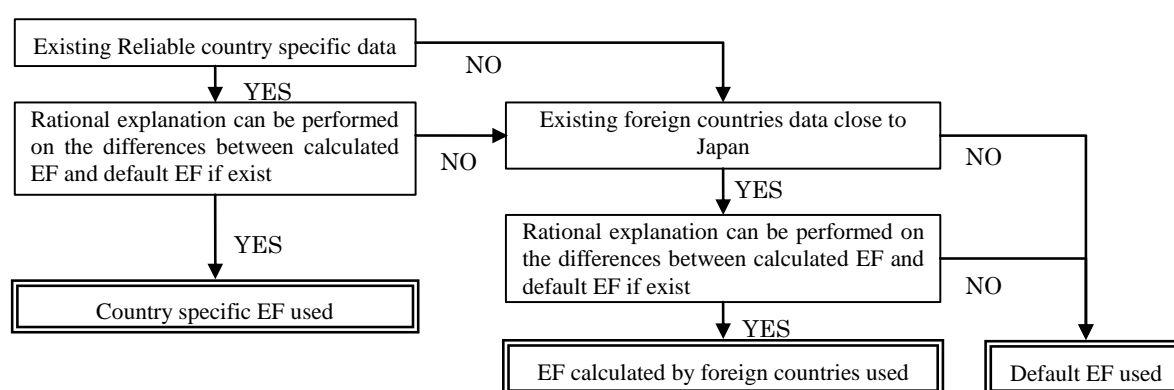 Existing Reliable country specific data
NO
YES
Rational explanation can be performed
on the differences between calculated
EF and default EF if exist
NO
Existing foreign countries data close to
Japan
NO
YES
YES
Rational explanation can be performed on
the differences between calculated EF and
default EF if exist
NO
Country specific EF used
YES
EF calculated by foreign countries used
Default EF used